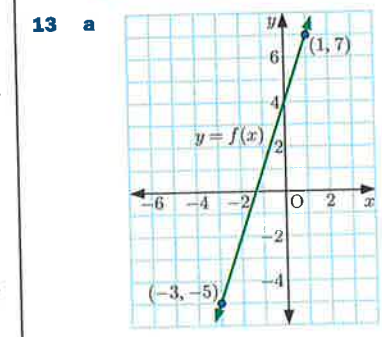 13 a
y
(1, 7)
6
4
y = f(x)
2
-6 -4 -2 O 2 x
-2
-4
(-3, -5)